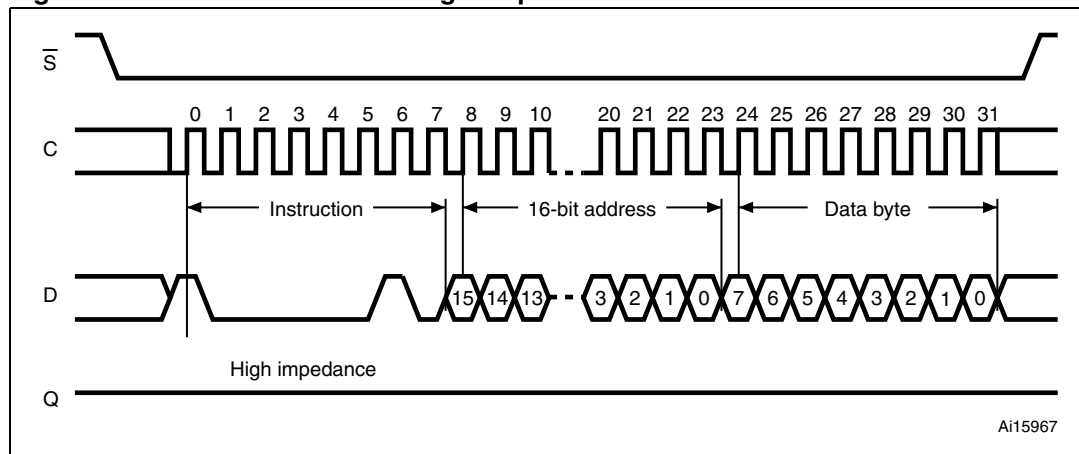 S
0 1 2 3 4 5 6 7 8 9 10 20 21 22 23 24 25 26 27 28 29 30 31
C
Instruction 16-bit address Data byte
D 15 14 13 3 2 1 0 7 6 5 4 3 2 1 0
High impedance
Q
Ai15967